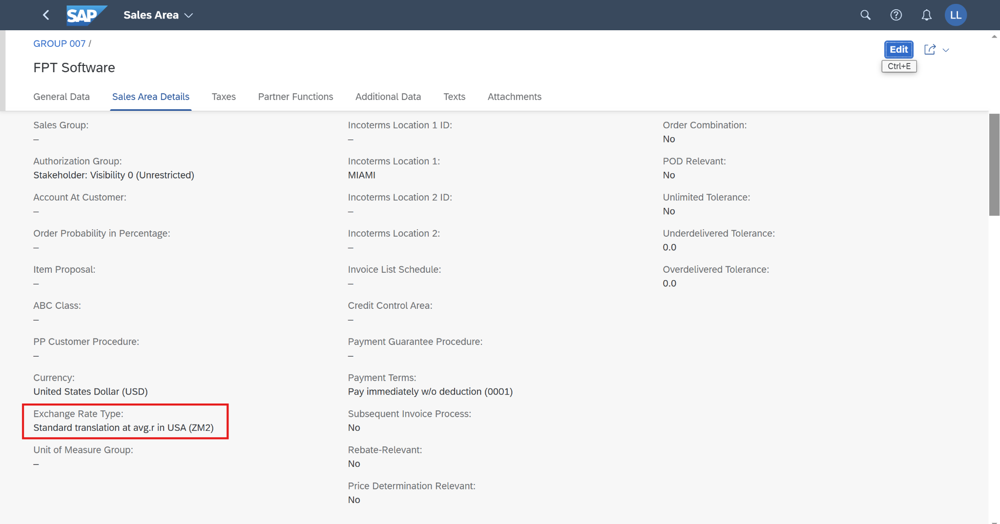 SAP
Sales Area
LL
GROUP 007 /
Edit
Ctrl+E
FPT Software
General Data
Sales Area Details
Taxes
Partner Functions
Additional Data
Texts
Attachments
Sales Group:
–
Authorization Group:
Stakeholder: Visibility 0 (Unrestricted)
Account At Customer:
–
Order Probability in Percentage:
–
Item Proposal:
–
ABC Class:
–
PP Customer Procedure:
–
Currency:
United States Dollar (USD)
Exchange Rate Type:
Standard translation at avg.r in USA (ZM2)
Unit of Measure Group:
–
Incoterms Location 1 ID:
–
Incoterms Location 1:
MIAMI
Incoterms Location 2 ID:
–
Incoterms Location 2:
–
Invoice List Schedule:
–
Credit Control Area:
–
Payment Guarantee Procedure:
–
Payment Terms:
Pay immediately w/o deduction (0001)
Subsequent Invoice Process:
No
Rebate-Relevant:
No
Price Determination Relevant:
No
Order Combination:
No
POD Relevant:
No
Unlimited Tolerance:
No
Underdelivered Tolerance:
0.0
Overdelivered Tolerance:
0.0